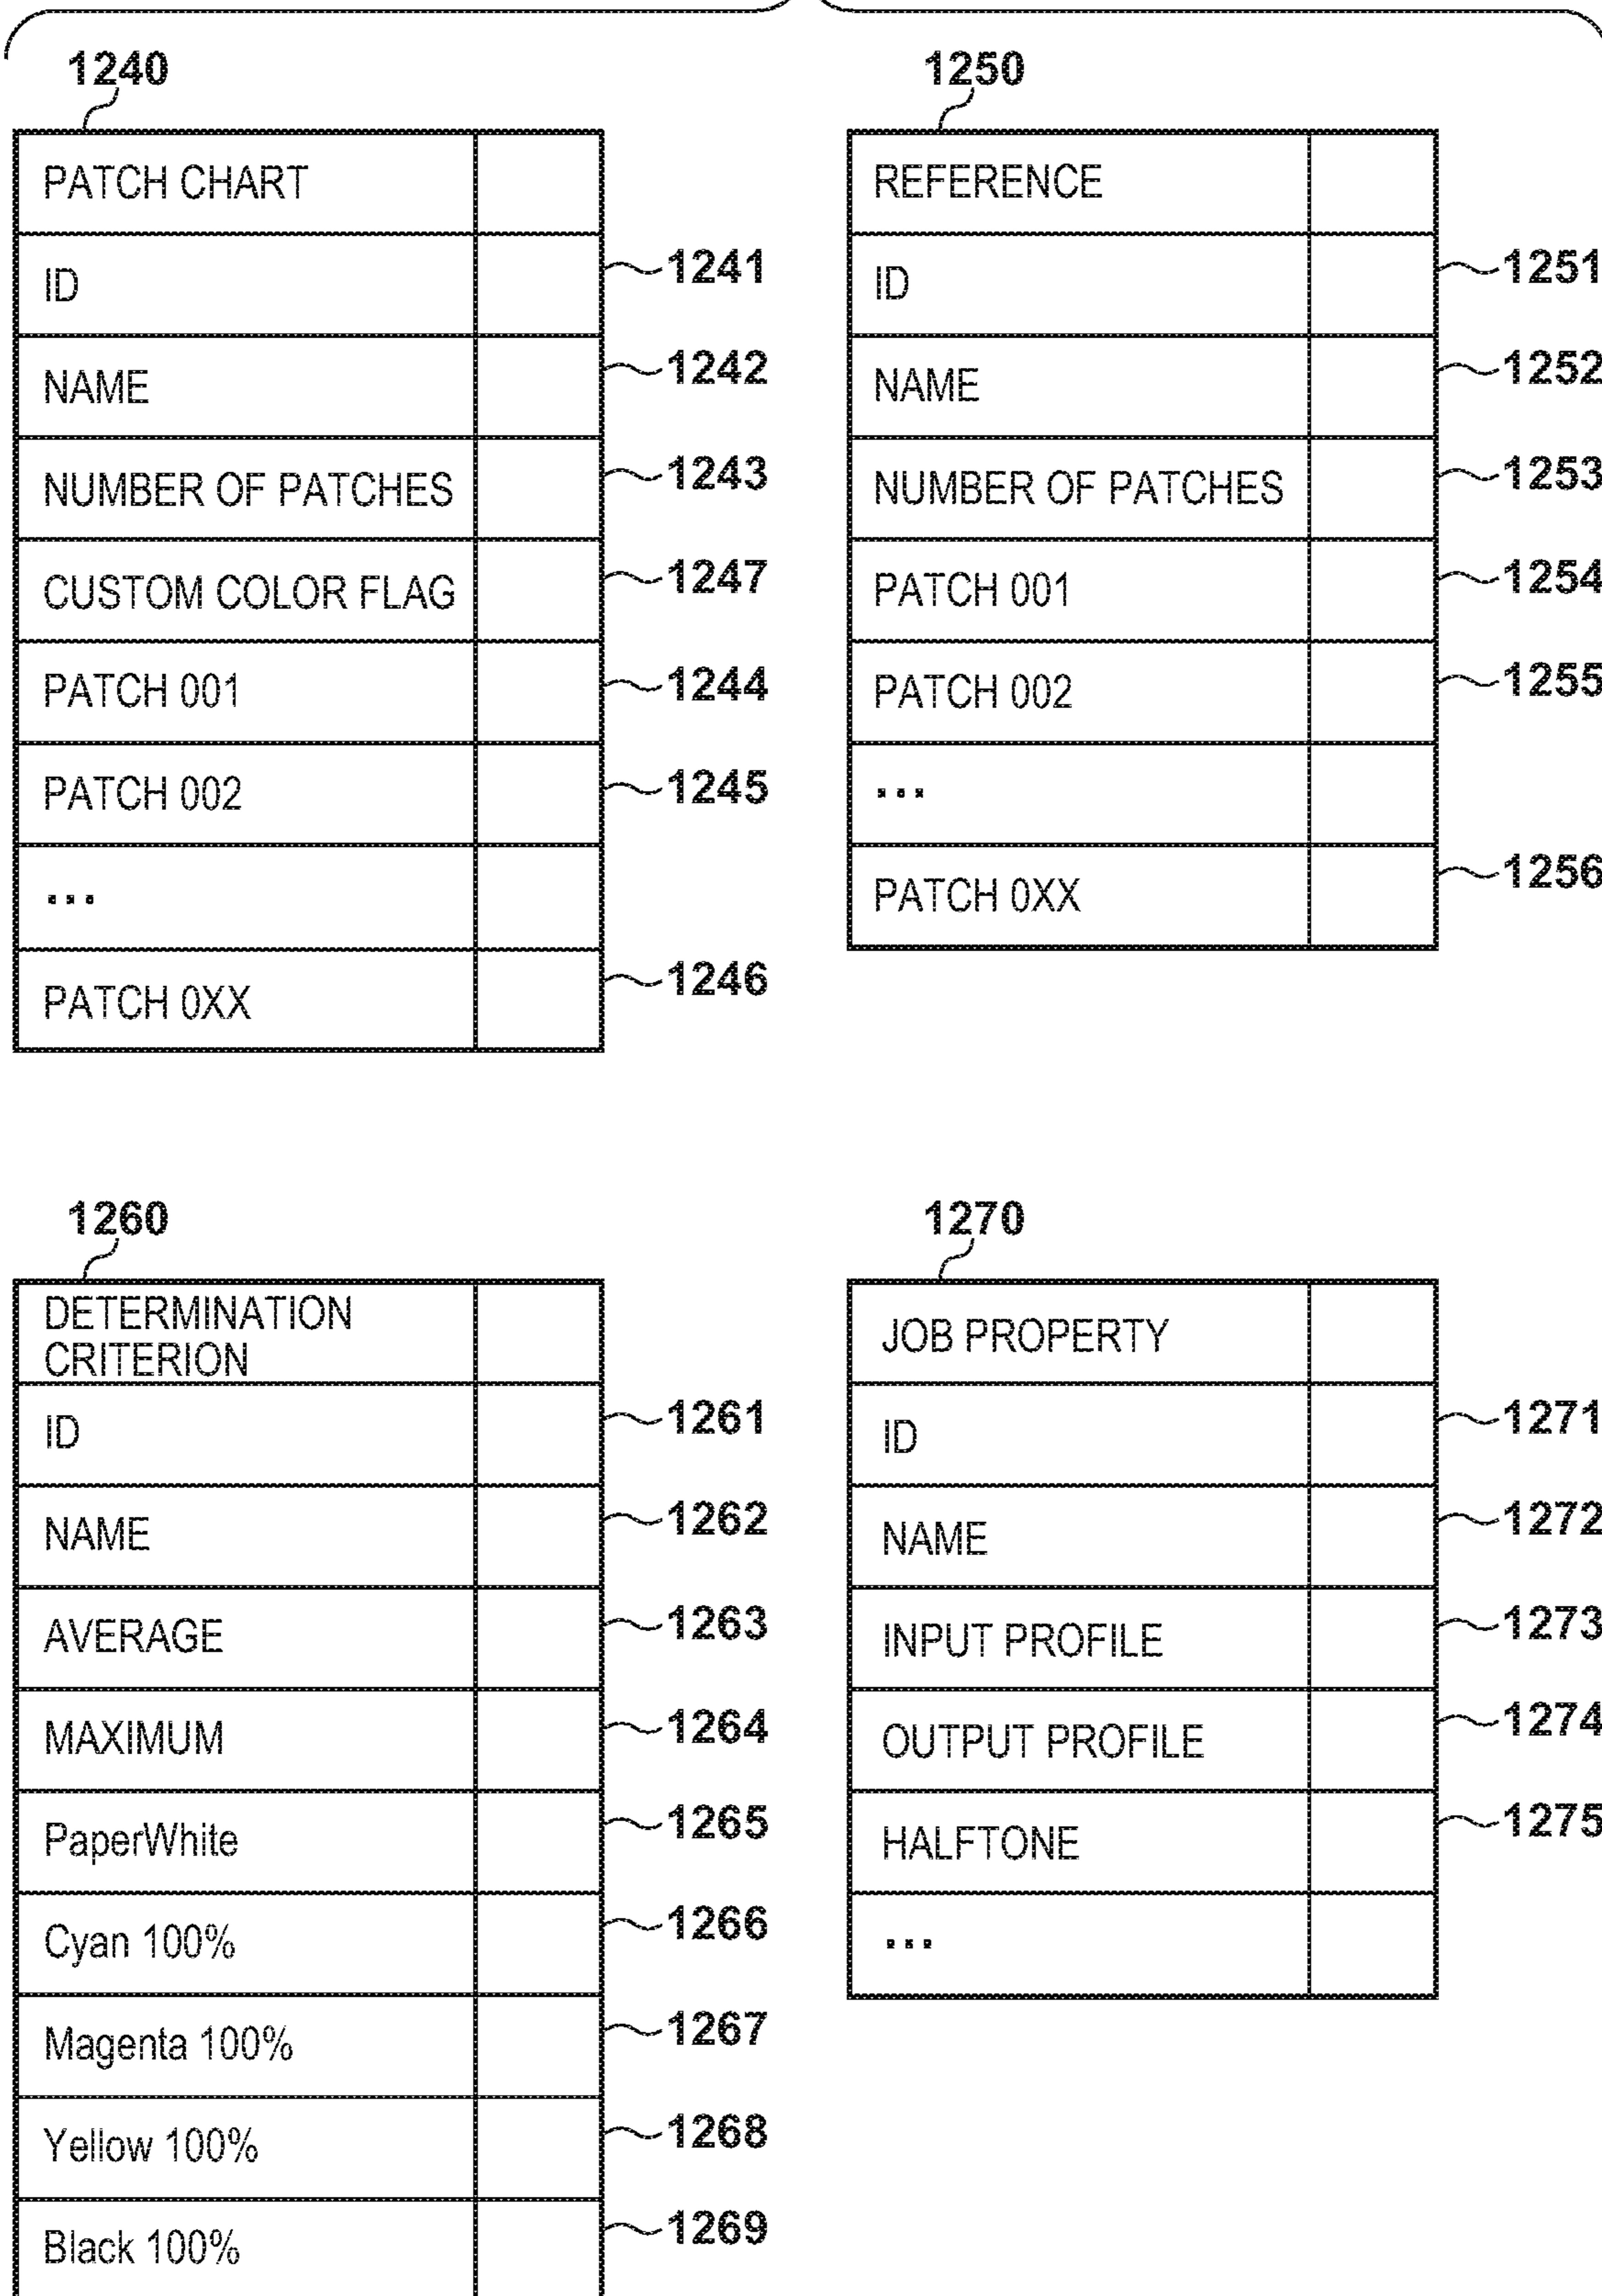 1240
PATCH CHART
ID
1241
NAME
1242
NUMBER OF PATCHES
1243
CUSTOM COLOR FLAG
1247
PATCH 001
1244
PATCH 002
1245
...
PATCH 0XX
1246
1250
REFERENCE
ID
1251
NAME
1252
NUMBER OF PATCHES
1253
PATCH 001
1254
PATCH 002
1255
...
PATCH 0XX
1256
1260
DETERMINATION
CRITERION
ID
1261
NAME
1262
AVERAGE
1263
MAXIMUM
1264
PaperWhite
1265
Cyan 100%
1266
Magenta 100%
1267
Yellow 100%
1268
Black 100%
1269
1270
JOB PROPERTY
ID
1271
NAME
1272
INPUT PROFILE
1273
OUTPUT PROFILE
1274
HALFTONE
1275
...